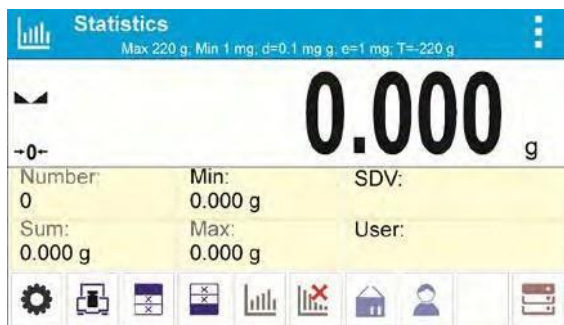 Statistics
Max 220 g; Min 1 mg; d=0.1 mg g; e=1 mg; T=-220 g
0.000 g
→0←
Number: Min: SDV:
0 0.000 g
Sum: Max: User:
0.000 g 0.000 g